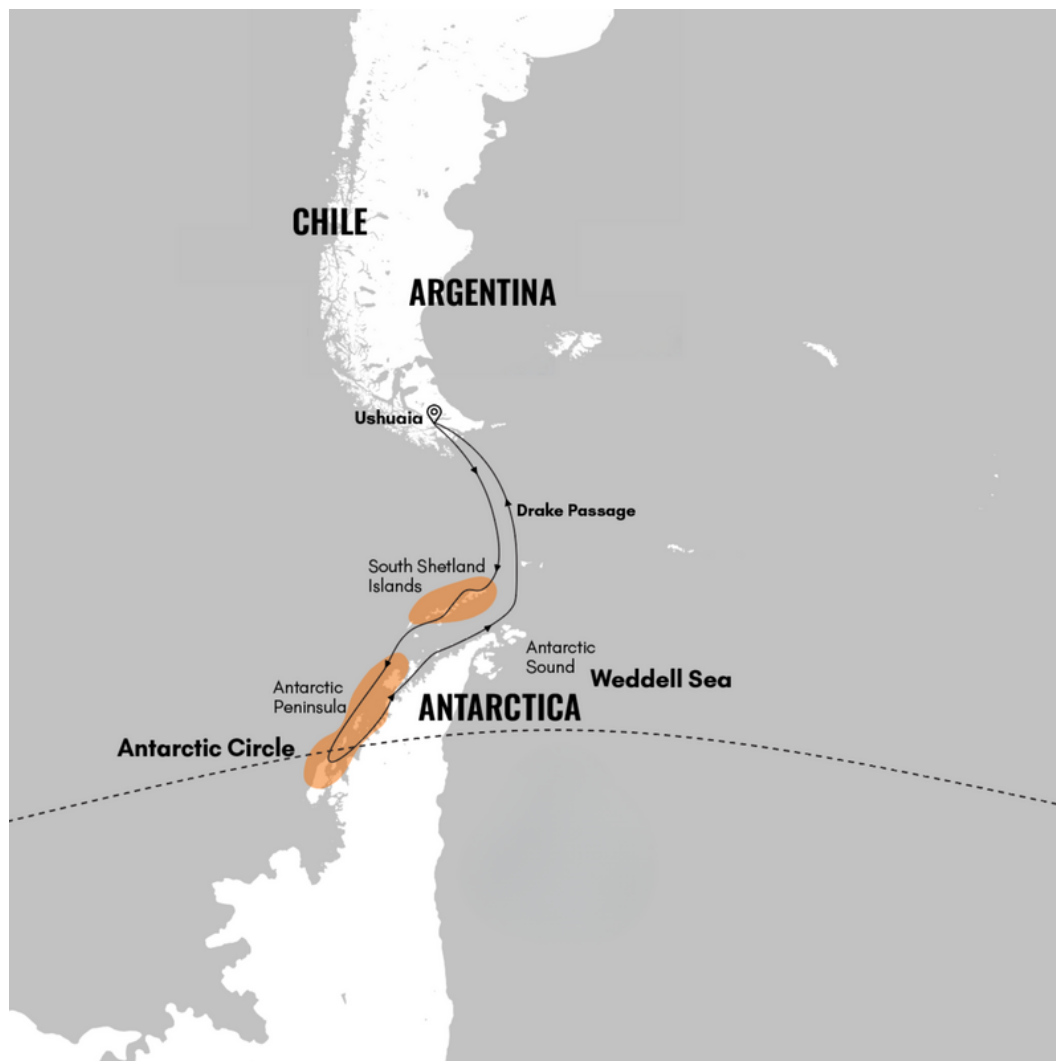 CHILE
ARGENTINA
Ushuaia
Drake Passage
South Shetland
Islands
Antarctic
Sound
Weddell Sea
Antarctic
Peninsula
ANTARCTICA
Antarctic Circle